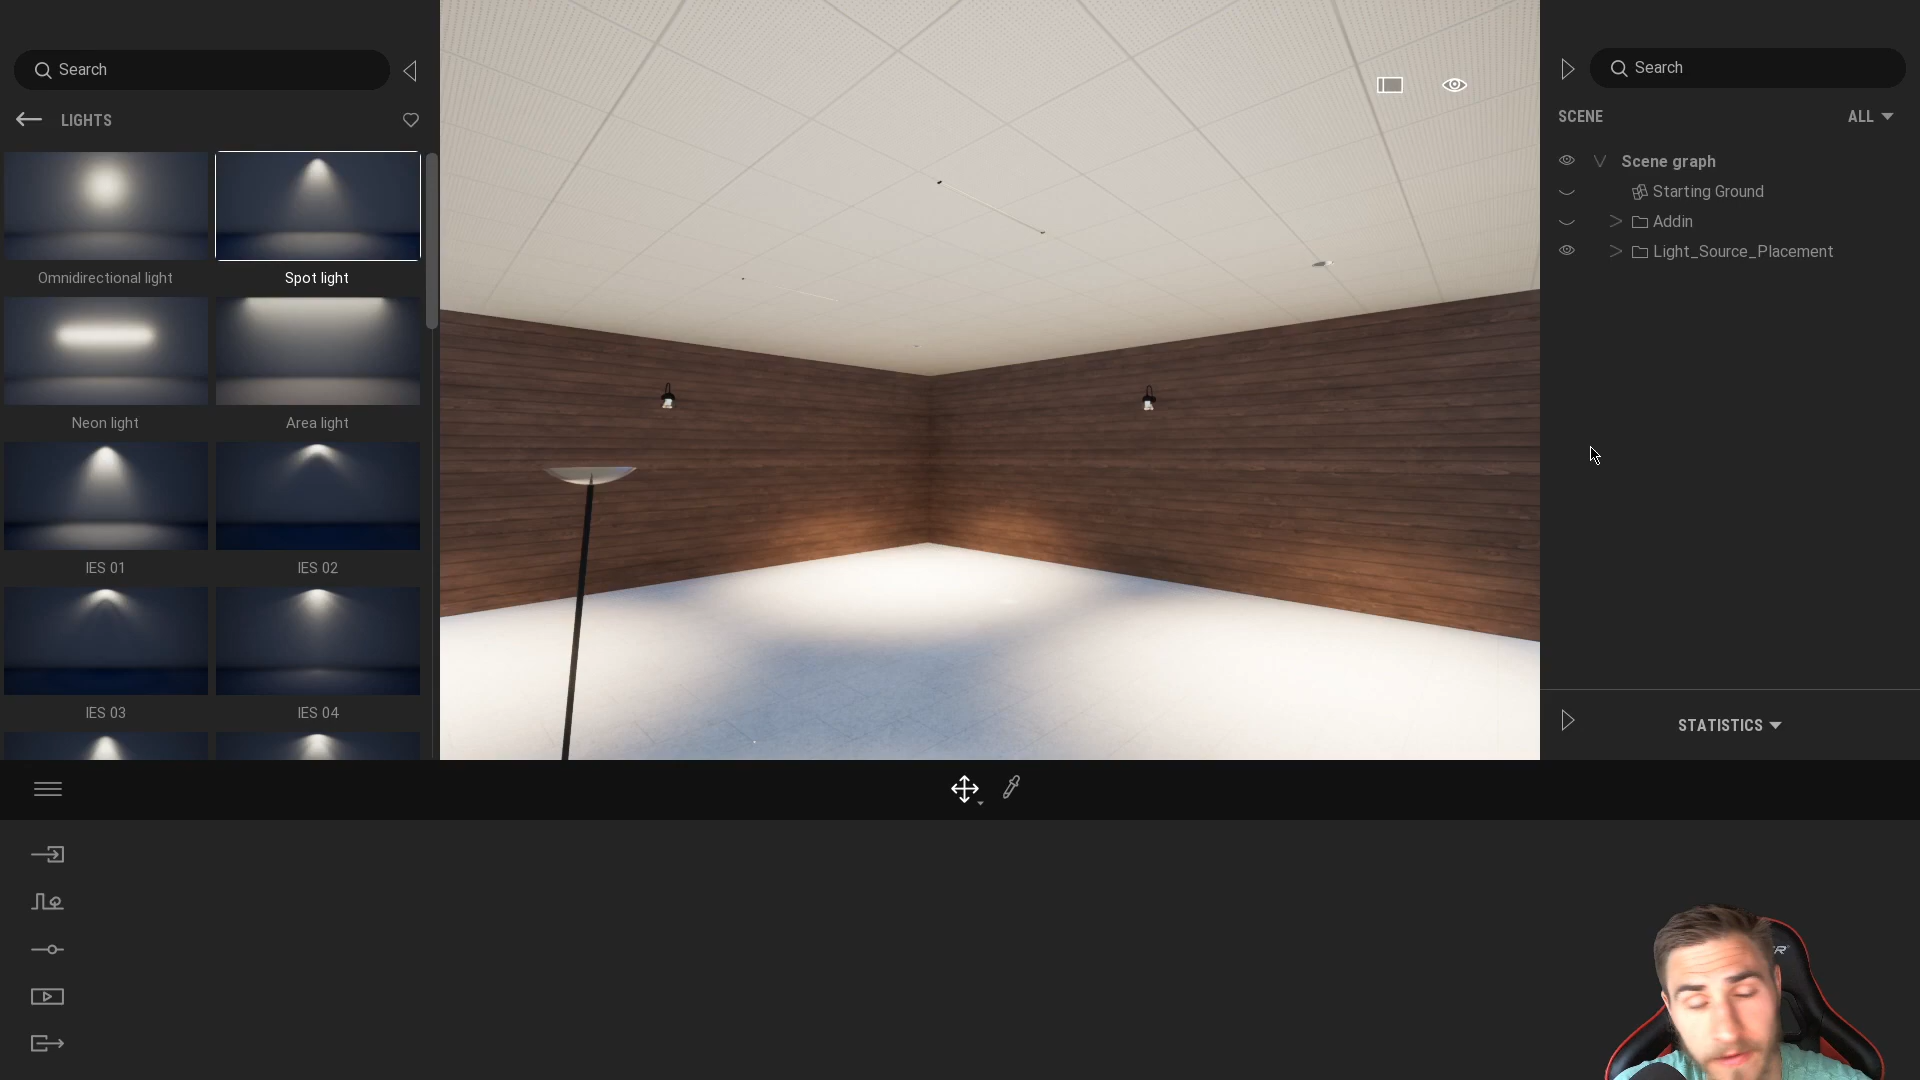 Search
LIGHTS
Omnidirectional light
Spot light
Neon light
Area light
IES 01
IES 02
IES 03
IES 04
Search
SCENE
ALL
Scene graph
Starting Ground
Addin
Light_Source_Placement
STATISTICS